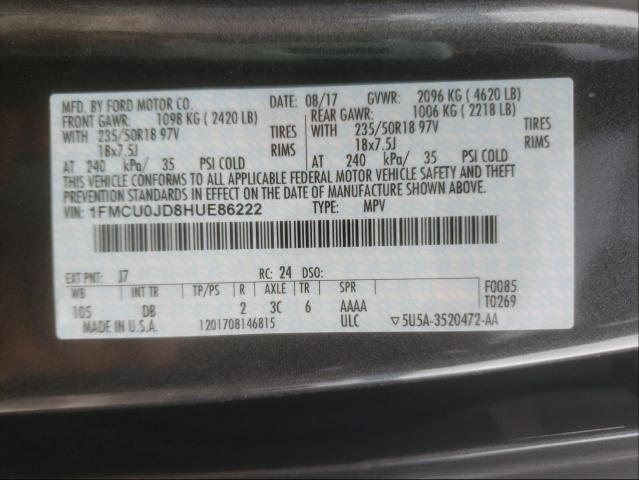 MFD. BY FORD MOTOR CO.
DATE: 08/17
GVWR: 2096 KG ( 4620 LB)
FRONT GAWR: 1098 KG ( 2420 LB)
REAR GAWR: 1006 KG ( 2218 LB)
WITH 235/50R18 97V TIRES
WITH 235/50R18 97V TIRES
18x7.5J RIMS
18x7.5J RIMS
AT 240 kPa/ 35 PSI COLD
AT 240 kPa/ 35 PSI COLD
THIS VEHICLE CONFORMS TO ALL APPLICABLE FEDERAL MOTOR VEHICLE SAFETY AND THEFT
PREVENTION STANDARDS IN EFFECT ON THE DATE OF MANUFACTURE SHOWN ABOVE.
VIN: 1FMCU0JD8HUE86222
TYPE: MPV
EXT PNT: J7 RC: 24 DSO:
WB INT TR TP/PS R AXLE TR SPR
F0085
105 DB 2 3C 6 AAAA
T0269
MADE IN U.S.A. 1201708146815 ULC ▽5U5A-3520472-AA